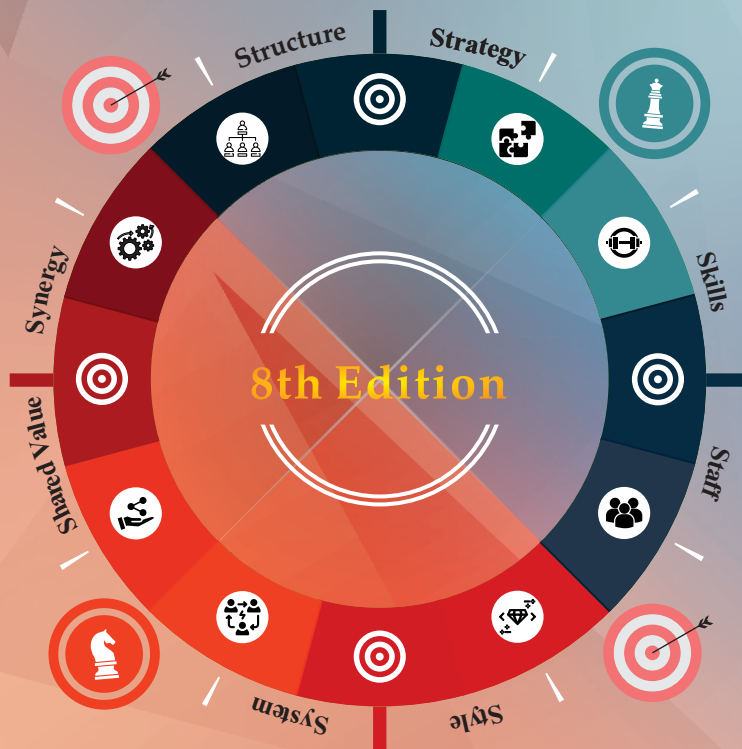 Structure
Strategy
Skills
Staff
Style
System
Shared Value
Synergy
8th Edition